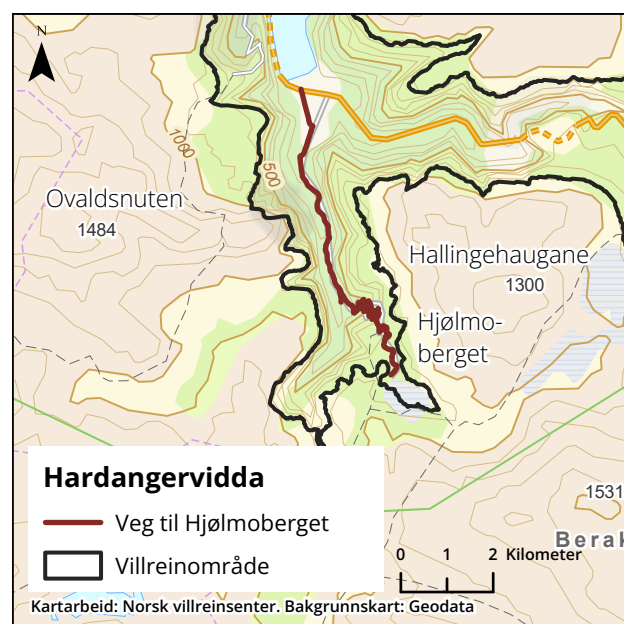 N
1000
500
Ovaldsnuten
1484
Hallingehaugane
1300
Hjølmo-
berget
1531
Berak
Hardangervidda
Veg til Hjølmoberget
Villreinområde
0 1 2 Kilometer
Kartarbeid: Norsk villreinsenter. Bakgrunnskart: Geodata